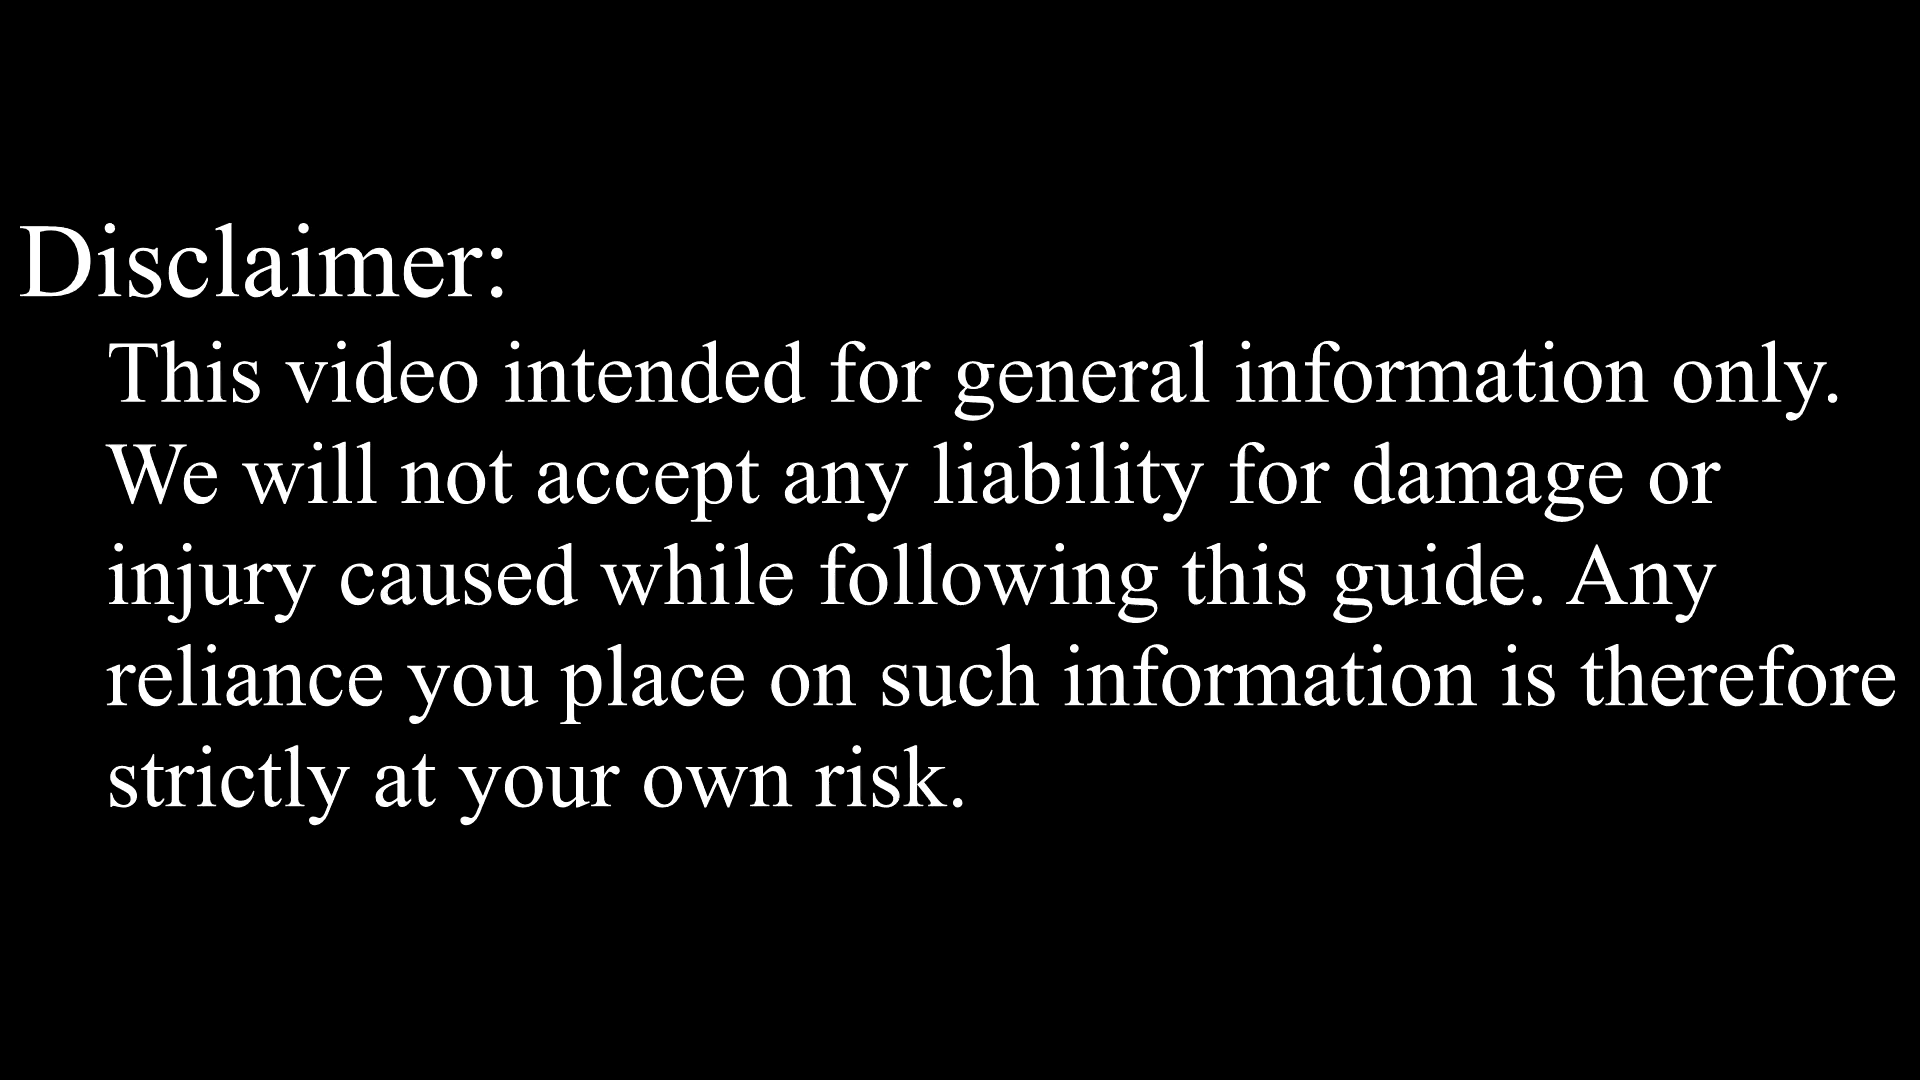 Disclaimer:
This video intended for general information only.
We will not accept any liability for damage or
injury caused while following this guide. Any
reliance you place on such information is therefore
strictly at your own risk.